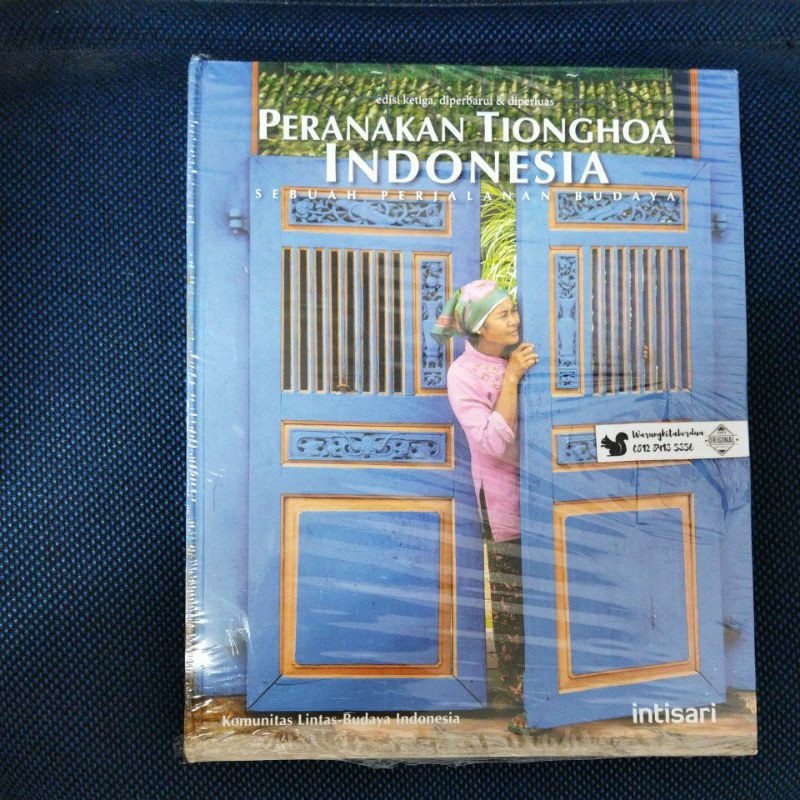 edisi ketiga, diperbarui & diperluas
PERANAKAN TIONGHOA
INDONESIA
SEBUAH PERJALANAN BUDAYA
Warungkitaberdua
ORIGINAL
Komunitas Lintas-Budaya Indonesia
intisari